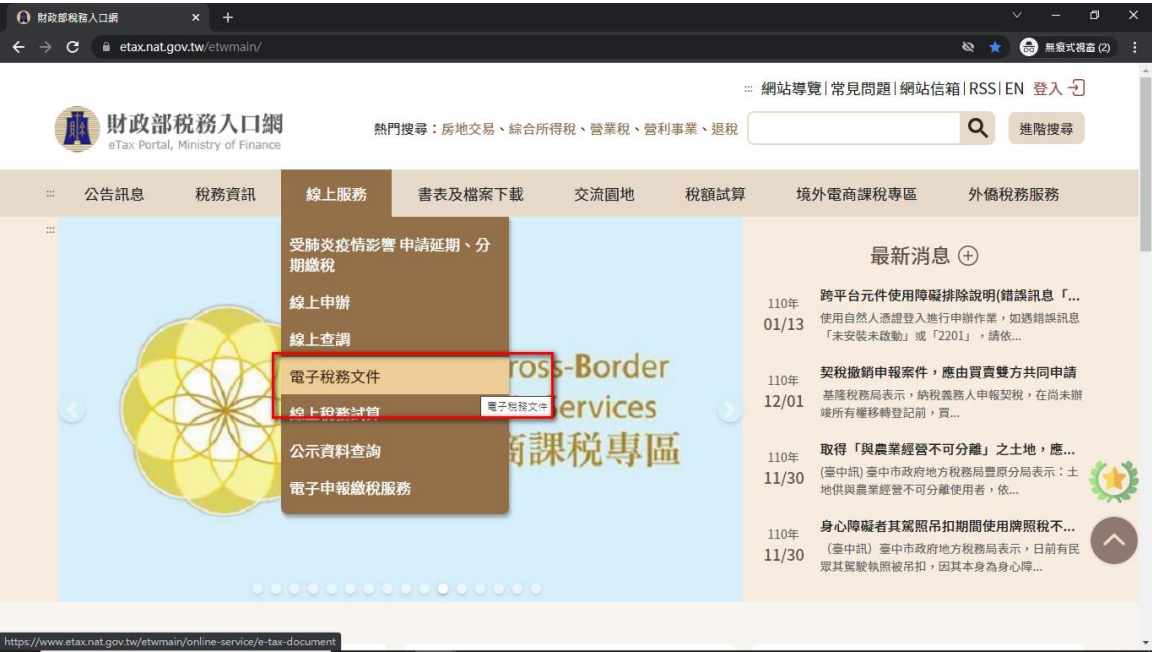 財政部稅務入口網
etax.nat.gov.tw/etwmain/
無痕式視窗 (2)
網站導覽|常見問題|網站信箱|RSS|EN 登入
財政部稅務入口網
eTax Portal, Ministry of Finance
熱門搜尋：房地交易、綜合所得稅、營業稅、營利事業、退稅
進階搜尋
公告訊息 稅務資訊 線上服務 書表及檔案下載 交流園地 稅額試算 境外電商課稅專區 外僑稅務服務
受肺炎疫情影響 申請延期、分
期繳稅
線上申辦
線上查調
電子稅務文件
電子稅務文件
線上稅務試算
公示資料查詢
電子申報繳稅服務
ross-Border
ervices
商課稅專區
最新消息
110年
01/13
跨平台元件使用障礙排除說明(錯誤訊息「...
使用自然人憑證登入進行申辦作業，如遇錯誤訊息
「未安裝未啟動」或「2201」，請依...
110年
12/01
契稅撤銷申報案件，應由買賣雙方共同申請
基隆稅務局表示，納稅義務人申報契稅，在尚未辦
竣所有權移轉登記前，買...
110年
11/30
取得「與農業經營不可分離」之土地，應...
(臺中訊) 臺中市政府地方稅務局豐原分局表示：土
地供與農業經營不可分離使用者，依...
110年
11/30
身心障礙者其駕照吊扣期間使用牌照稅不...
（臺中訊）臺中市政府地方稅務局表示，日前有民
眾其駕駛執照被吊扣，因其本身為身心障...
https://www.etax.nat.gov.tw/etwmain/online-service/e-tax-document